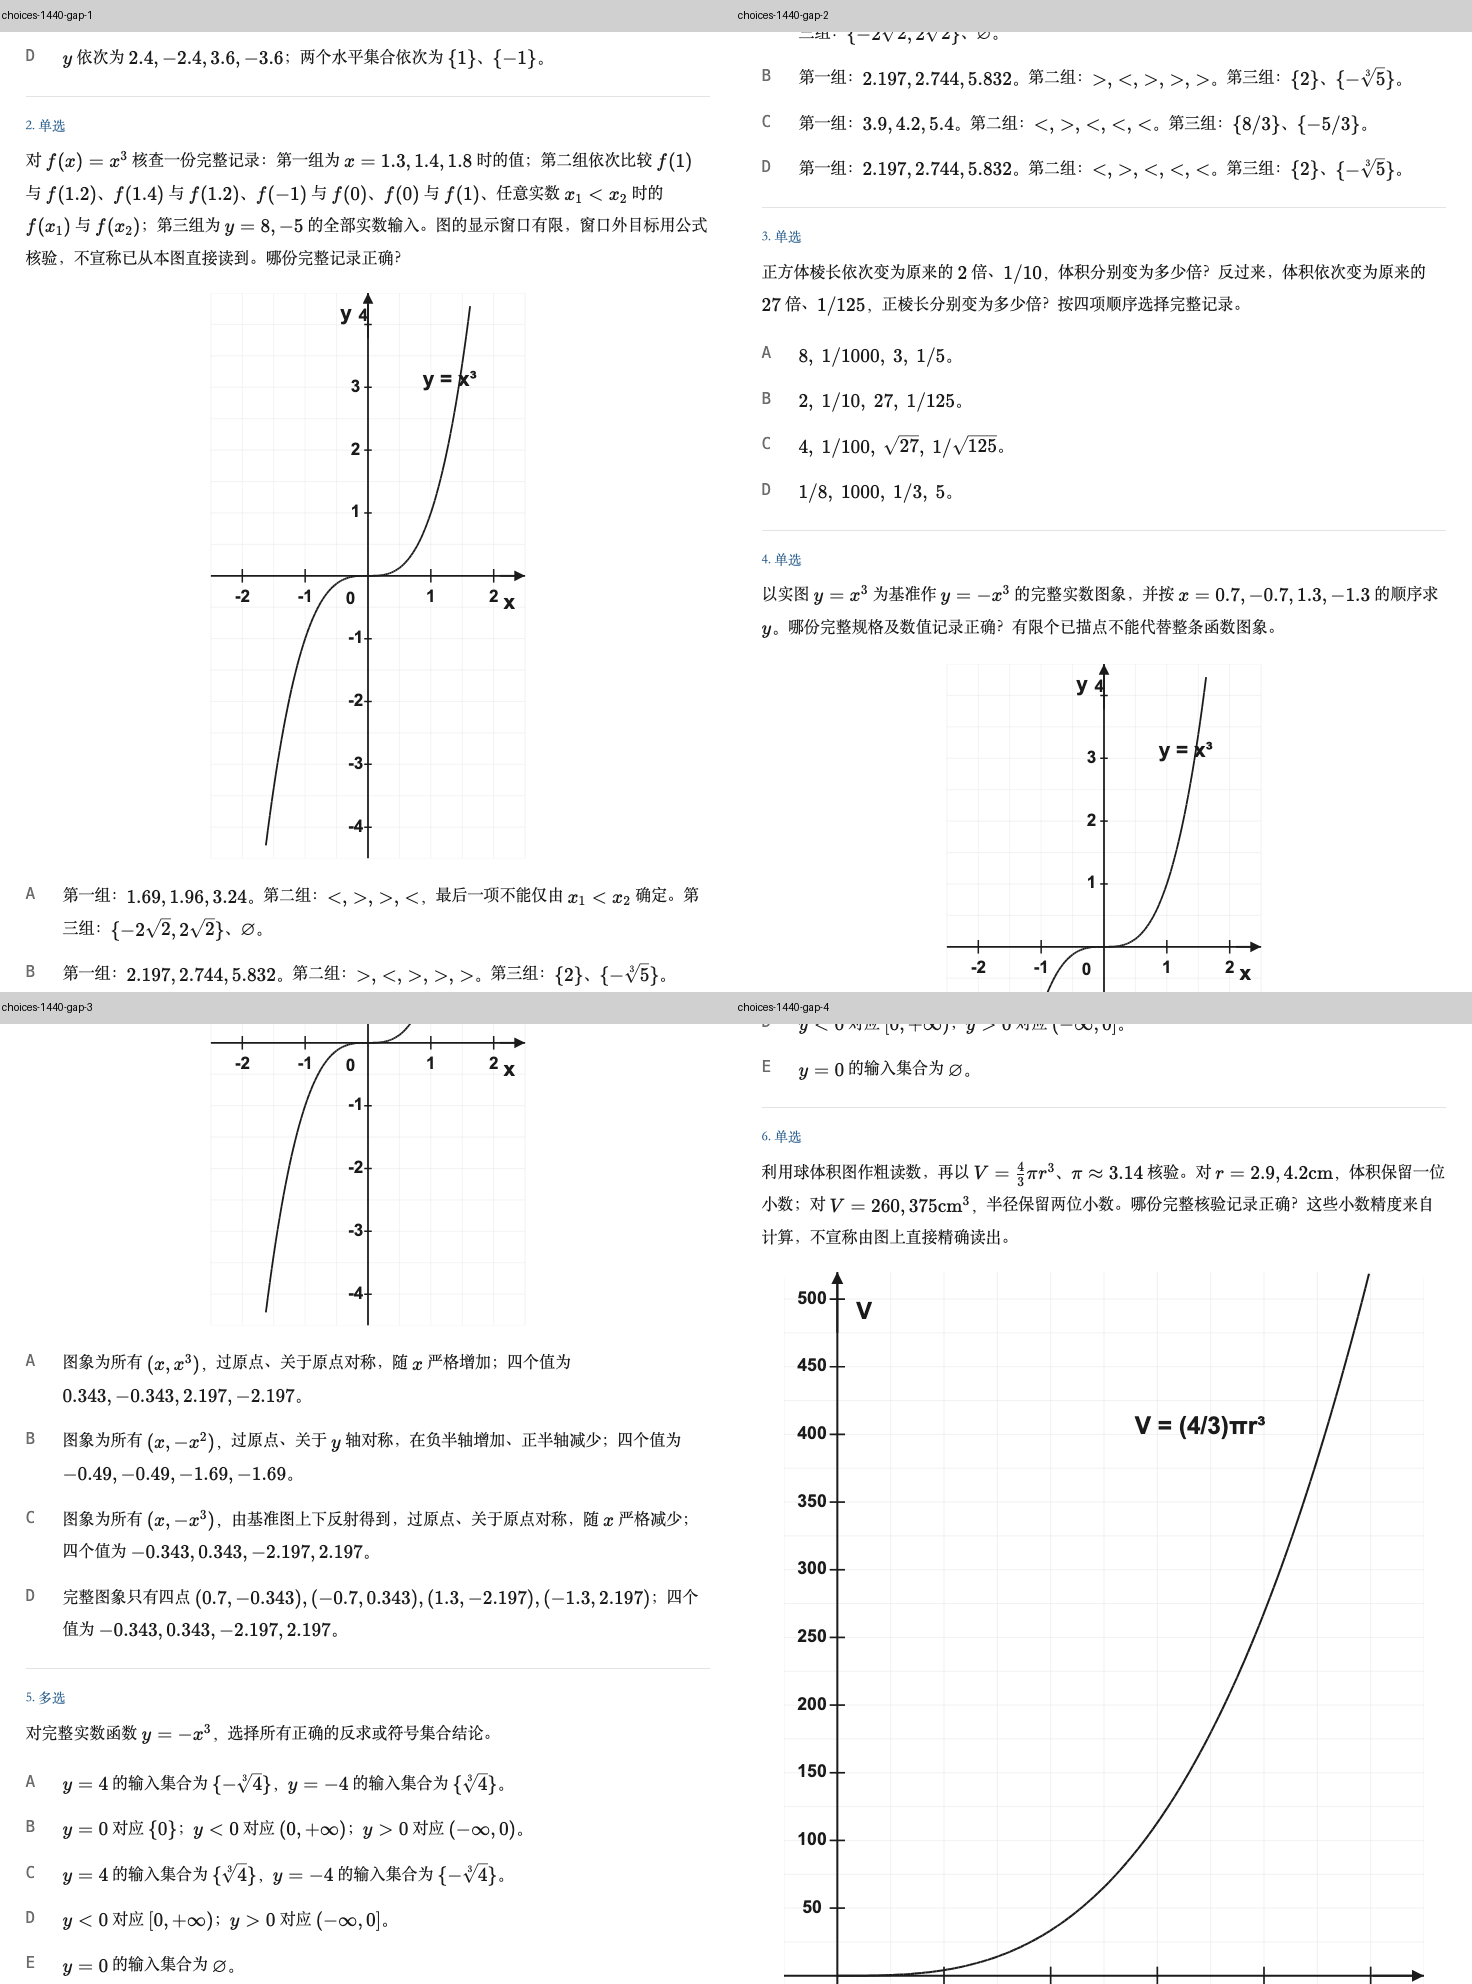 choices-1440-gap-1
D y 依次为 2.4, −2.4, 3.6, −3.6；两个水平集合依次为 {1}、{−1}。
2. 单选
对 f(x) = x³ 核查一份完整记录：第一组为 x = 1.3, 1.4, 1.8 时的值；第二组依次比较 f(1)
与 f(1.2)、f(1.4) 与 f(1.2)、f(−1) 与 f(0)、f(0) 与 f(1)、任意实数 x₁ < x₂ 时的
f(x₁) 与 f(x₂)；第三组为 y = 8, −5 的全部实数输入。图的显示窗口有限，窗口外目标用公式
核验，不宣称已从本图直接读到。哪份完整记录正确？
y 4
y = x³
3
2
1
-2 -1 0 1 2 x
-1
-2
-3
-4
A 第一组：1.69, 1.96, 3.24。第二组：<, >, >, <，最后一项不能仅由 x₁ < x₂ 确定。第
三组：{−2√2, 2√2}、∅。
B 第一组：2.197, 2.744, 5.832。第二组：>, <, >, >, >。第三组：{2}、{−∛5}。
choices-1440-gap-2
三组：{−2√2, 2√2}、∅。
B 第一组：2.197, 2.744, 5.832。第二组：>, <, >, >, >。第三组：{2}、{−∛5}。
C 第一组：3.9, 4.2, 5.4。第二组：<, >, <, <, <。第三组：{8/3}、{−5/3}。
D 第一组：2.197, 2.744, 5.832。第二组：<, >, <, <, <。第三组：{2}、{−∛5}。
3. 单选
正方体棱长依次变为原来的 2 倍、1/10，体积分别变为多少倍？反过来，体积依次变为原来的
27 倍、1/125，正棱长分别变为多少倍？按四项顺序选择完整记录。
A 8, 1/1000, 3, 1/5。
B 2, 1/10, 27, 1/125。
C 4, 1/100, √27, 1/√125。
D 1/8, 1000, 1/3, 5。
4. 单选
以实图 y = x³ 为基准作 y = −x³ 的完整实数图象，并按 x = 0.7, −0.7, 1.3, −1.3 的顺序求
y。哪份完整规格及数值记录正确？有限个已描点不能代替整条函数图象。
y 4
y = x³
3
2
1
-2 -1 0 1 2 x
choices-1440-gap-3
-2 -1 0 1 2 x
-1
-2
-3
-4
A 图象为所有 (x, x³)，过原点、关于原点对称，随 x 严格增加；四个值为
0.343, −0.343, 2.197, −2.197。
B 图象为所有 (x, −x²)，过原点、关于 y 轴对称，在负半轴增加、正半轴减少；四个值为
−0.49, −0.49, −1.69, −1.69。
C 图象为所有 (x, −x³)，由基准图上下反射得到，过原点、关于原点对称，随 x 严格减少；
四个值为 −0.343, 0.343, −2.197, 2.197。
D 完整图象只有四点 (0.7, −0.343), (−0.7, 0.343), (1.3, −2.197), (−1.3, 2.197)；四个
值为 −0.343, 0.343, −2.197, 2.197。
5. 多选
对完整实数函数 y = −x³，选择所有正确的反求或符号集合结论。
A y = 4 的输入集合为 {−∛4}，y = −4 的输入集合为 {∛4}。
B y = 0 对应 {0}；y < 0 对应 (0, +∞)；y > 0 对应 (−∞, 0)。
C y = 4 的输入集合为 {∛4}，y = −4 的输入集合为 {−∛4}。
D y < 0 对应 [0, +∞)；y > 0 对应 (−∞, 0]。
E y = 0 的输入集合为 ∅。
choices-1440-gap-4
D y < 0 对应 [0, +∞)；y > 0 对应 (−∞, 0]。
E y = 0 的输入集合为 ∅。
6. 单选
利用球体积图作粗读数，再以 V = 4/3 πr³、π ≈ 3.14 核验。对 r = 2.9, 4.2cm，体积保留一位
小数；对 V = 260, 375cm³，半径保留两位小数。哪份完整核验记录正确？这些小数精度来自
计算，不宣称由图上直接精确读出。
500
V
450
V = (4/3)πr³
400
350
300
250
200
150
100
50